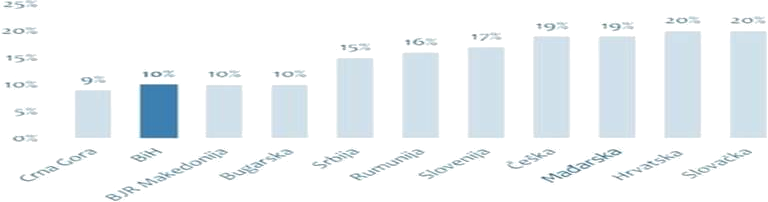 25%
20%
15%
10%
5%
0%
9%
10%
10%
10%
15%
16%
17%
19%
19%
20%
20%
Crna Gora
BiH
BJR Makedonija
Bugarska
Srbija
Rumunija
Slovenija
Češka
Mađarska
Hrvatska
Slovačka